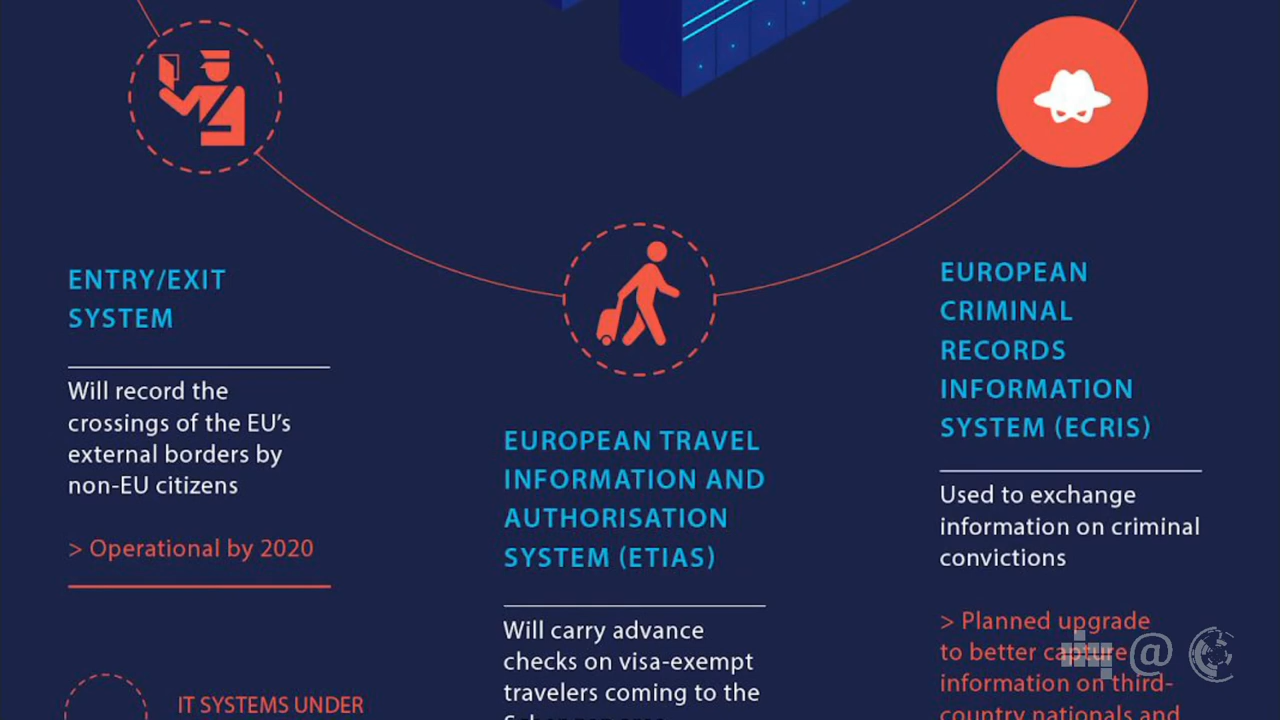 ENTRY/EXIT
SYSTEM
Will record the
crossings of the EU’s
external borders by
non-EU citizens
> Operational by 2020
IT SYSTEMS UNDER
EUROPEAN TRAVEL
INFORMATION AND
AUTHORISATION
SYSTEM (ETIAS)
Will carry advance
checks on visa-exempt
travelers coming to the
EUROPEAN
CRIMINAL
RECORDS
INFORMATION
SYSTEM (ECRIS)
Used to exchange
information on criminal
convictions
> Planned upgrade
to better capture
information on third-
country nationals and
@